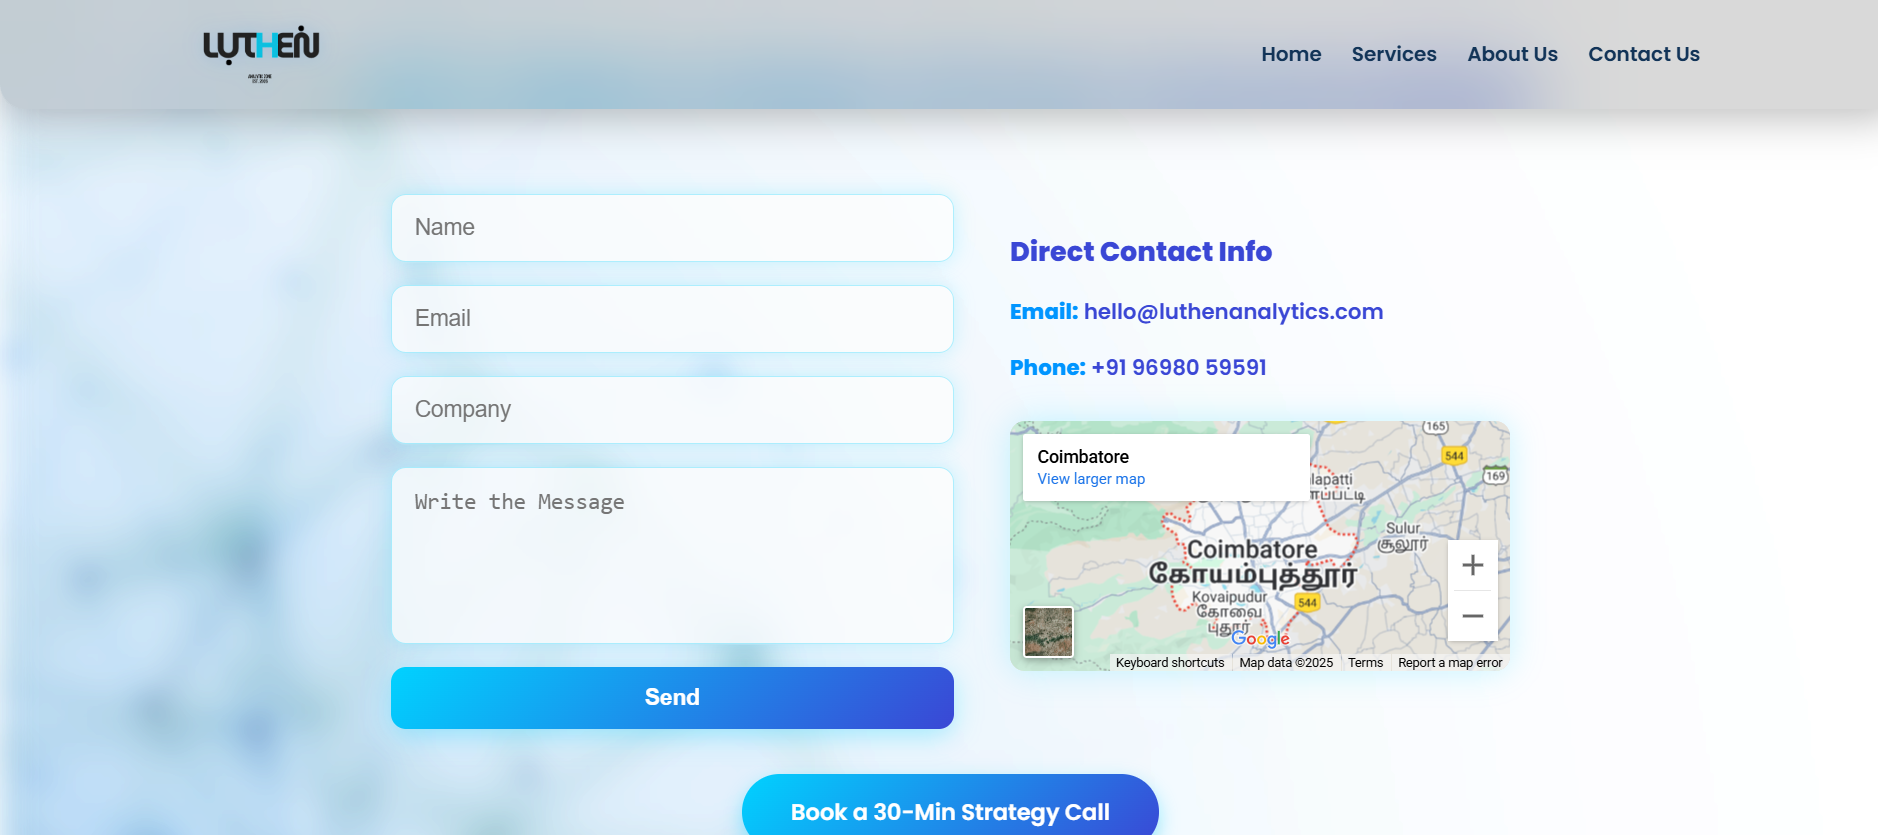 LUTHEN
ANALYTIC ZONE
Home Services About Us Contact Us
Name
Email
Company
Write the Message
Send
Direct Contact Info
Email: hello@luthenanalytics.com
Phone: +91 96980 59591
Coimbatore
View larger map
165
544
169
lapatti
Sulur
சூலூர்
Coimbatore
கோயம்புத்தூர்
Kovaipudur
கோவை
புதூர்
544
Google
Keyboard shortcuts Map data ©2025 Terms Report a map error
Book a 30-Min Strategy Call